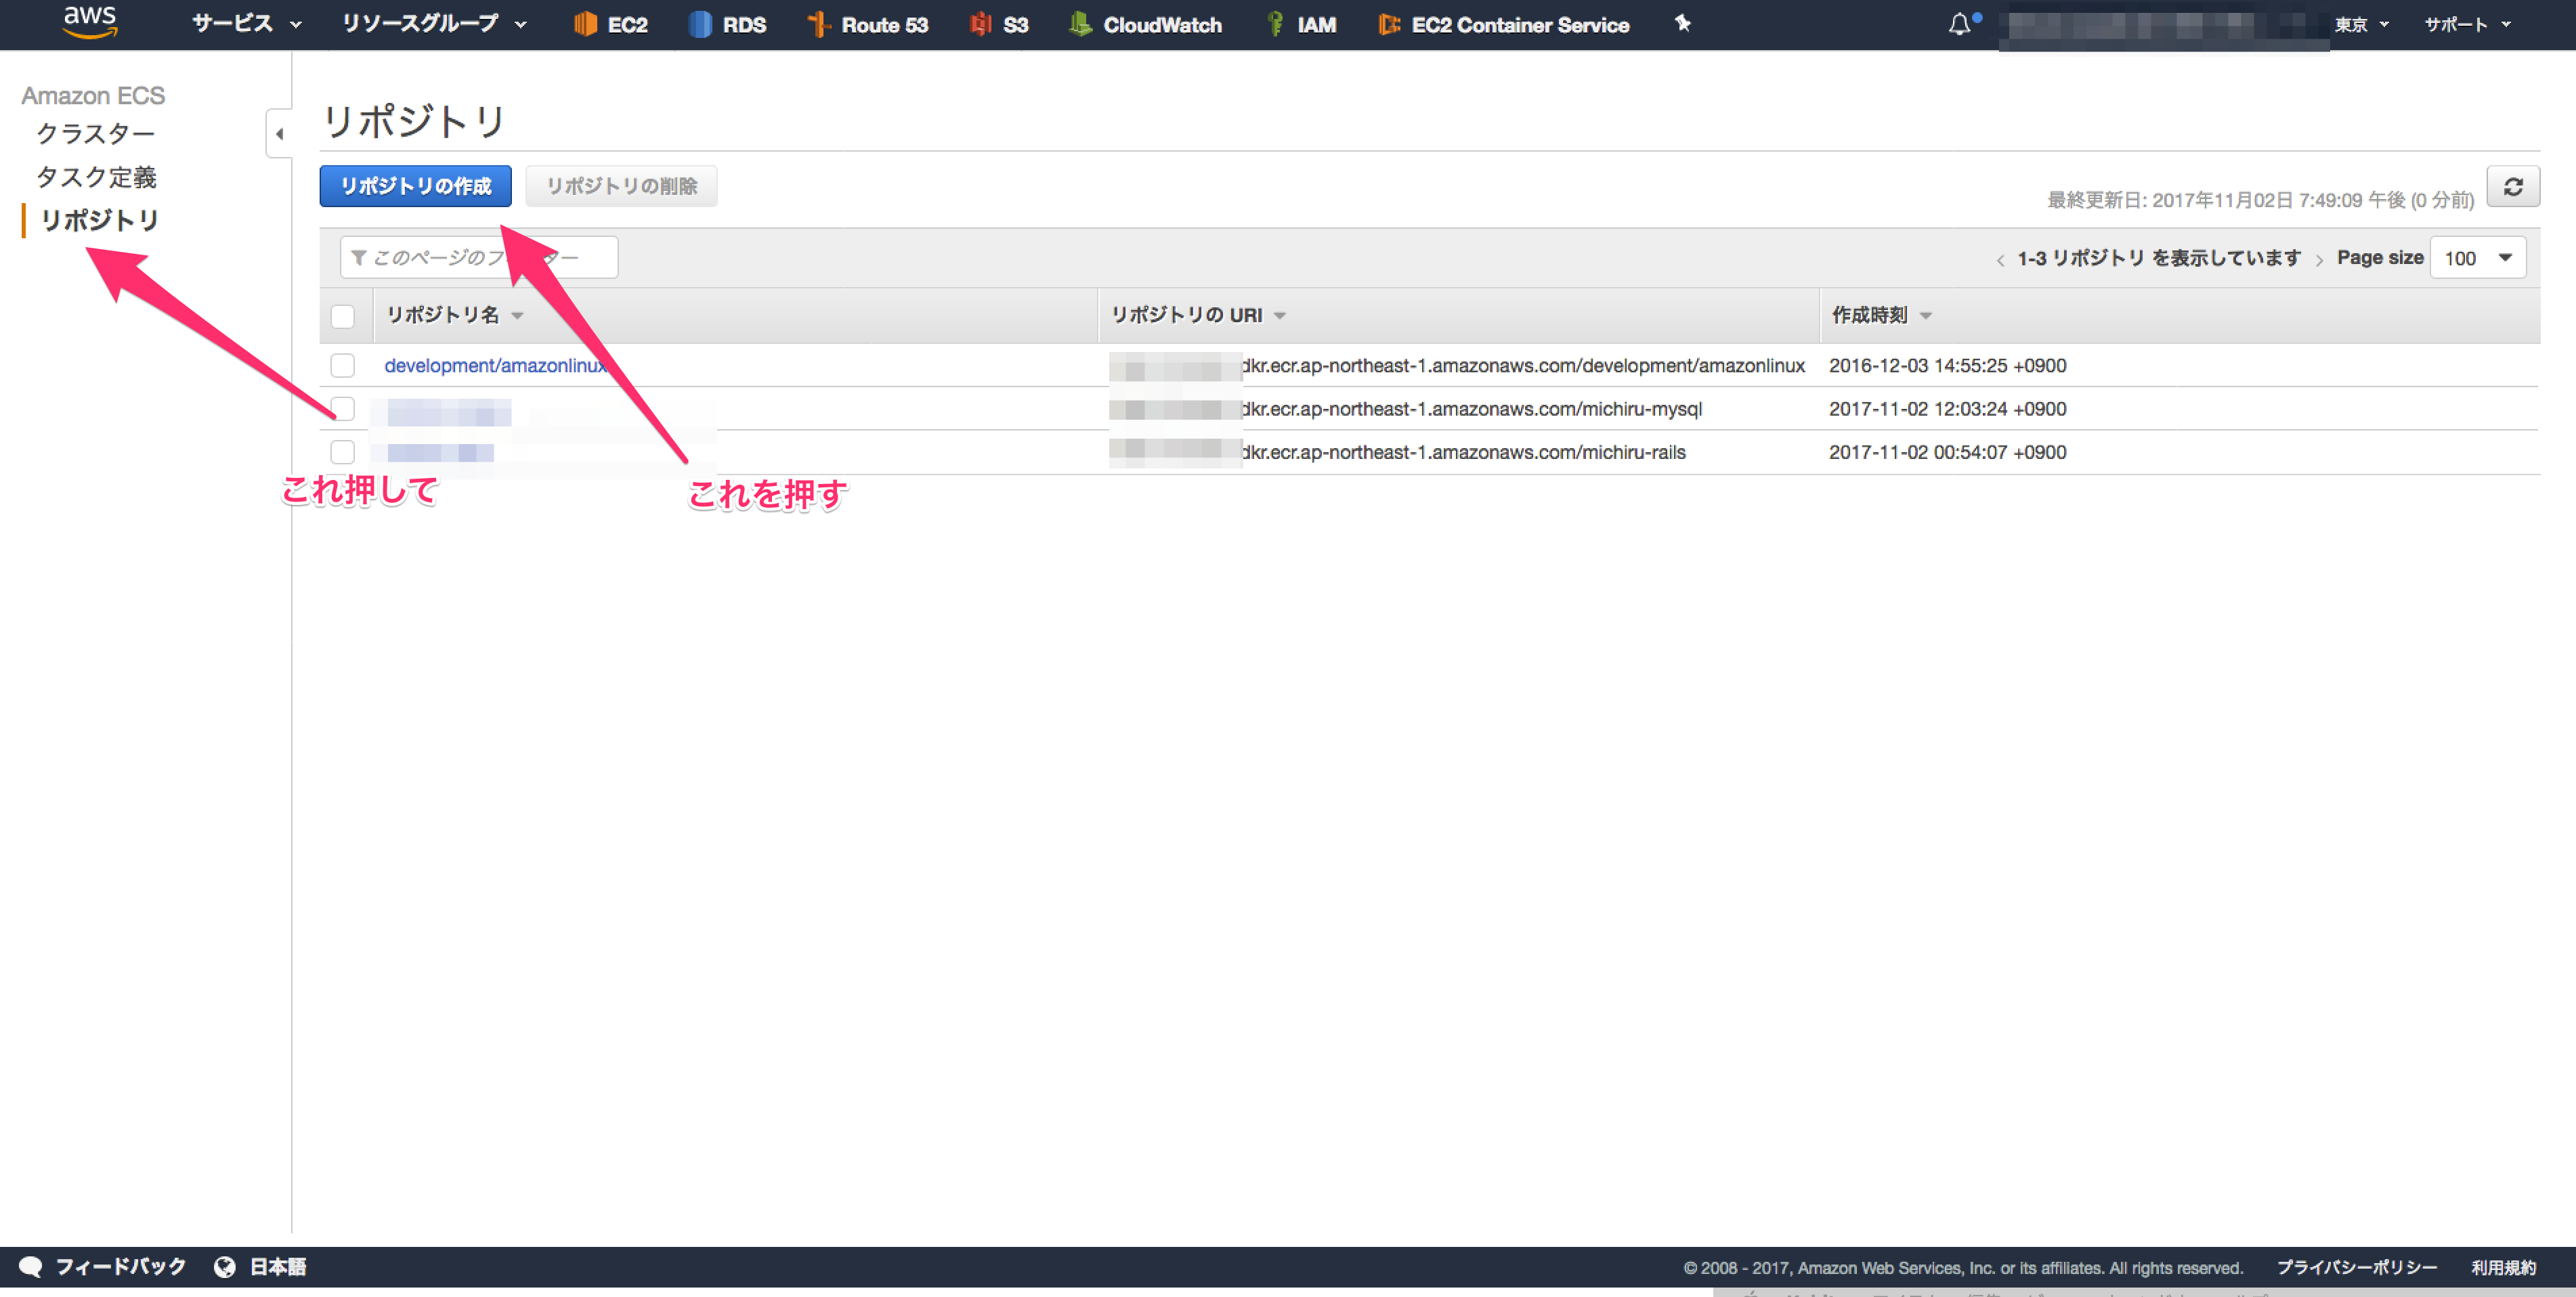 aws サービス リソースグループ EC2 RDS Route 53 S3 CloudWatch IAM EC2 Container Service 東京 サポート
Amazon ECS
クラスター
タスク定義
リポジトリ
リポジトリ
リポジトリの作成 リポジトリの削除
最終更新日: 2017年11月02日 7:49:09 午後 (0 分前)
このページのフ ター
1-3 リポジトリ を表示しています Page size 100
リポジトリ名 リポジトリの URI 作成時刻
development/amazonlinux dkr.ecr.ap-northeast-1.amazonaws.com/development/amazonlinux 2016-12-03 14:55:25 +0900
dkr.ecr.ap-northeast-1.amazonaws.com/michiru-mysql 2017-11-02 12:03:24 +0900
dkr.ecr.ap-northeast-1.amazonaws.com/michiru-rails 2017-11-02 00:54:07 +0900
これ押して
これを押す
フィードバック 日本語
© 2008 - 2017, Amazon Web Services, Inc. or its affiliates. All rights reserved. プライバシーポリシー 利用規約